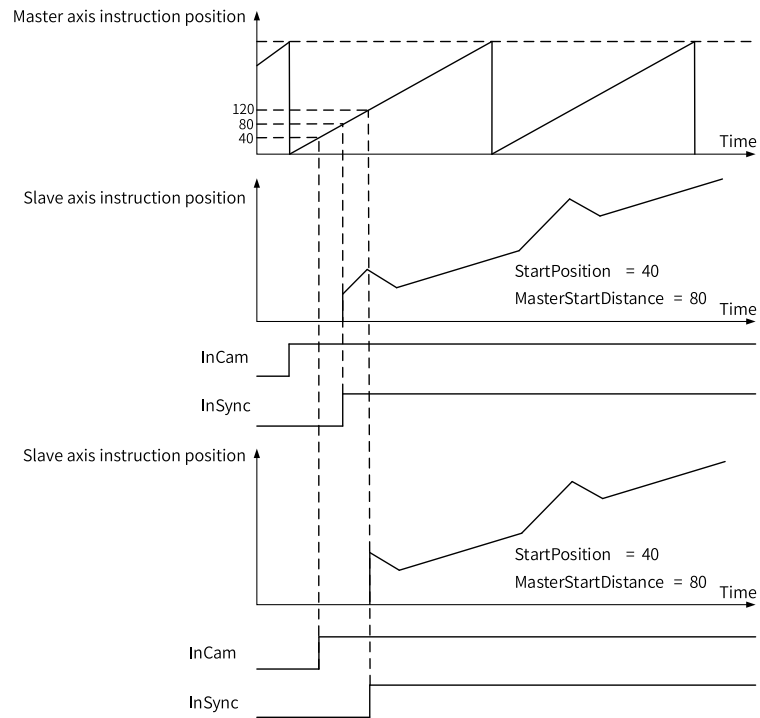 Master axis instruction position
120
80
40
Time
Slave axis instruction position
StartPosition = 40
MasterStartDistance = 80
Time
InCam
InSync
Slave axis instruction position
StartPosition = 40
MasterStartDistance = 80
Time
InCam
InSync